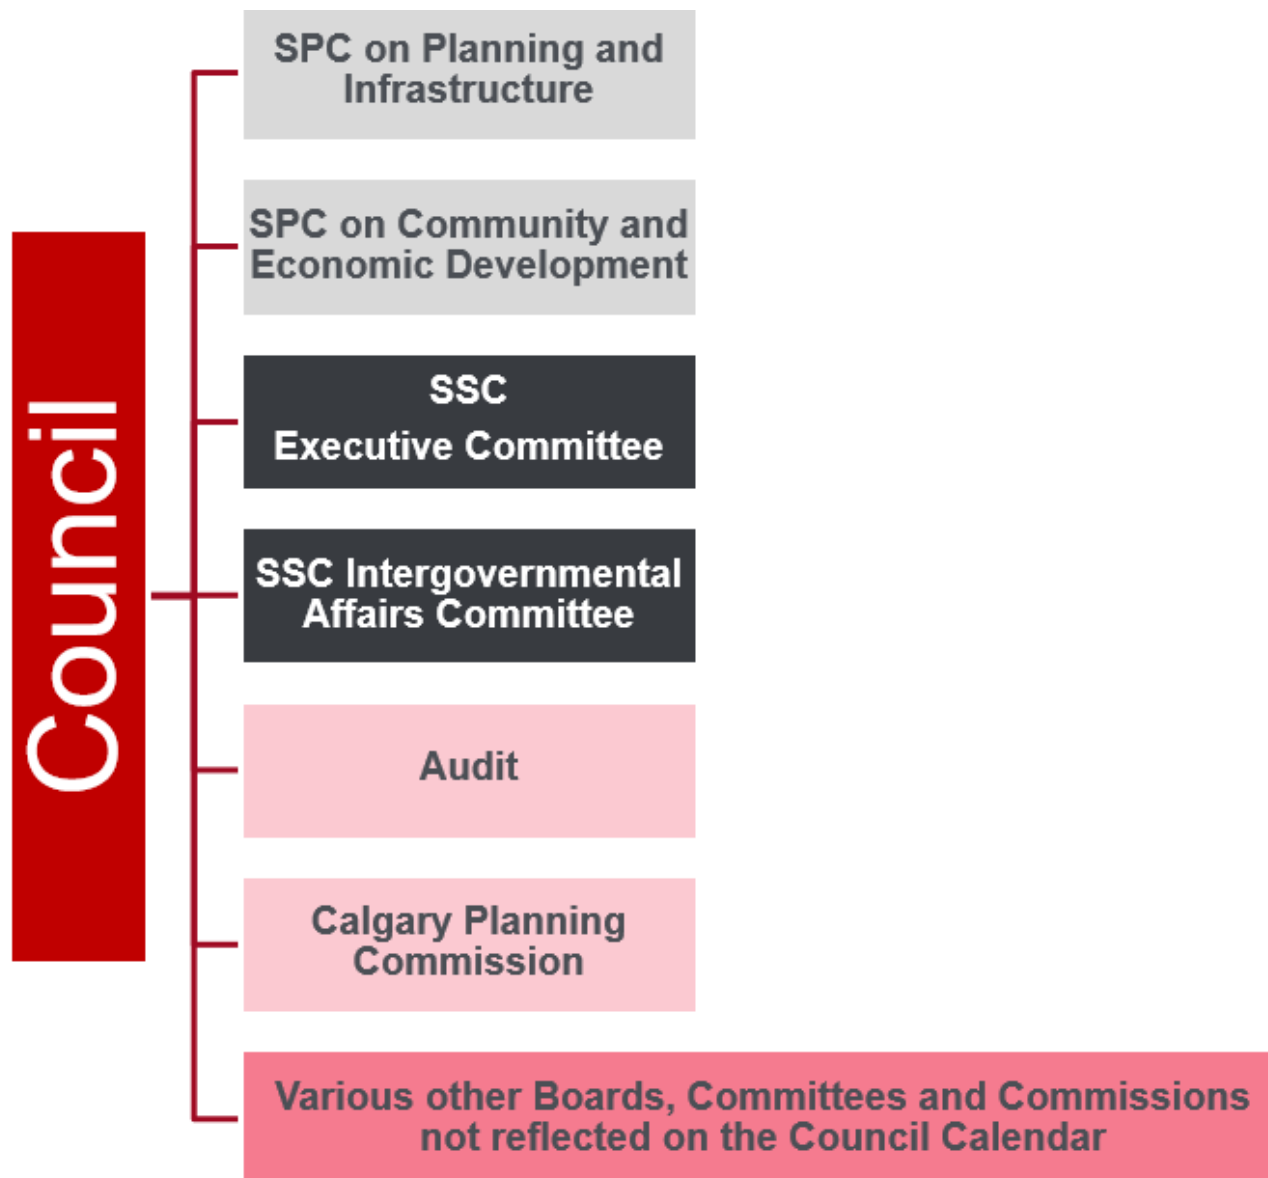 Council
SPC on Planning and
Infrastructure
SPC on Community and
Economic Development
SSC
Executive Committee
SSC Intergovernmental
Affairs Committee
Audit
Calgary Planning
Commission
Various other Boards, Committees and Commissions
not reflected on the Council Calendar